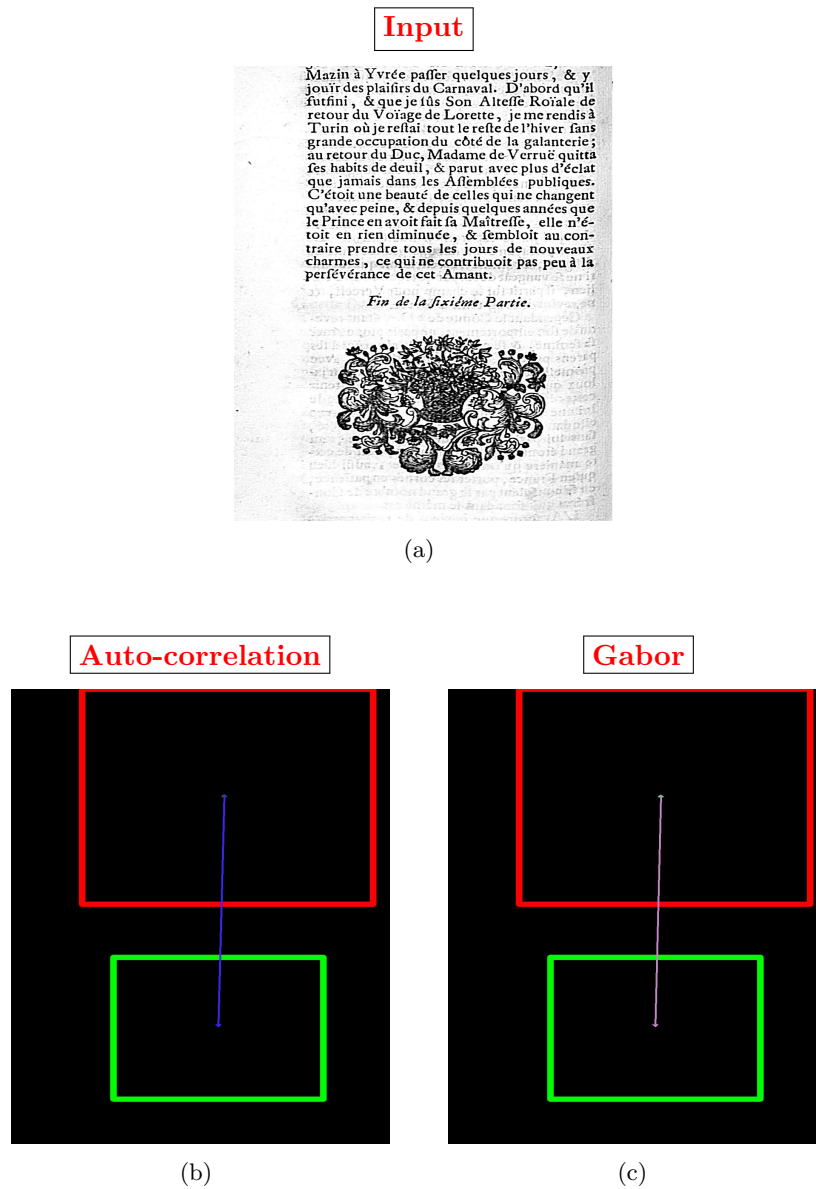 Input
Mazin à Yvrée paſſer quelques jours, & y
jouïr des plaiſirs du Carnaval. D'abord qu'il
futfini, & que je fûs Son Alteſſe Roïale de
retour du Voïage de Lorette, je me rendis à
Turin où je reſtai tout le reſte de l'hiver ſans
grande occupation du côté de la galanterie;
au retour du Duc, Madame de Verruë quitta
ſes habits de deuil, & parut avec plus d'éclat
que jamais dans les Aſſemblées publiques.
C'étoit une beauté de celles qui ne changent
qu'avec peine, & depuis quelques années que
le Prince en avoit fait ſa Maîtreſſe, elle n'é-
toit en rien diminuée, & ſembloit au con-
traire prendre tous les jours de nouveaux
charmes, ce qui ne contribuoit pas peu à la
perſévérance de cet Amant.
Fin de la ſixiéme Partie.
(a)
Auto-correlation
Gabor
(b)
(c)